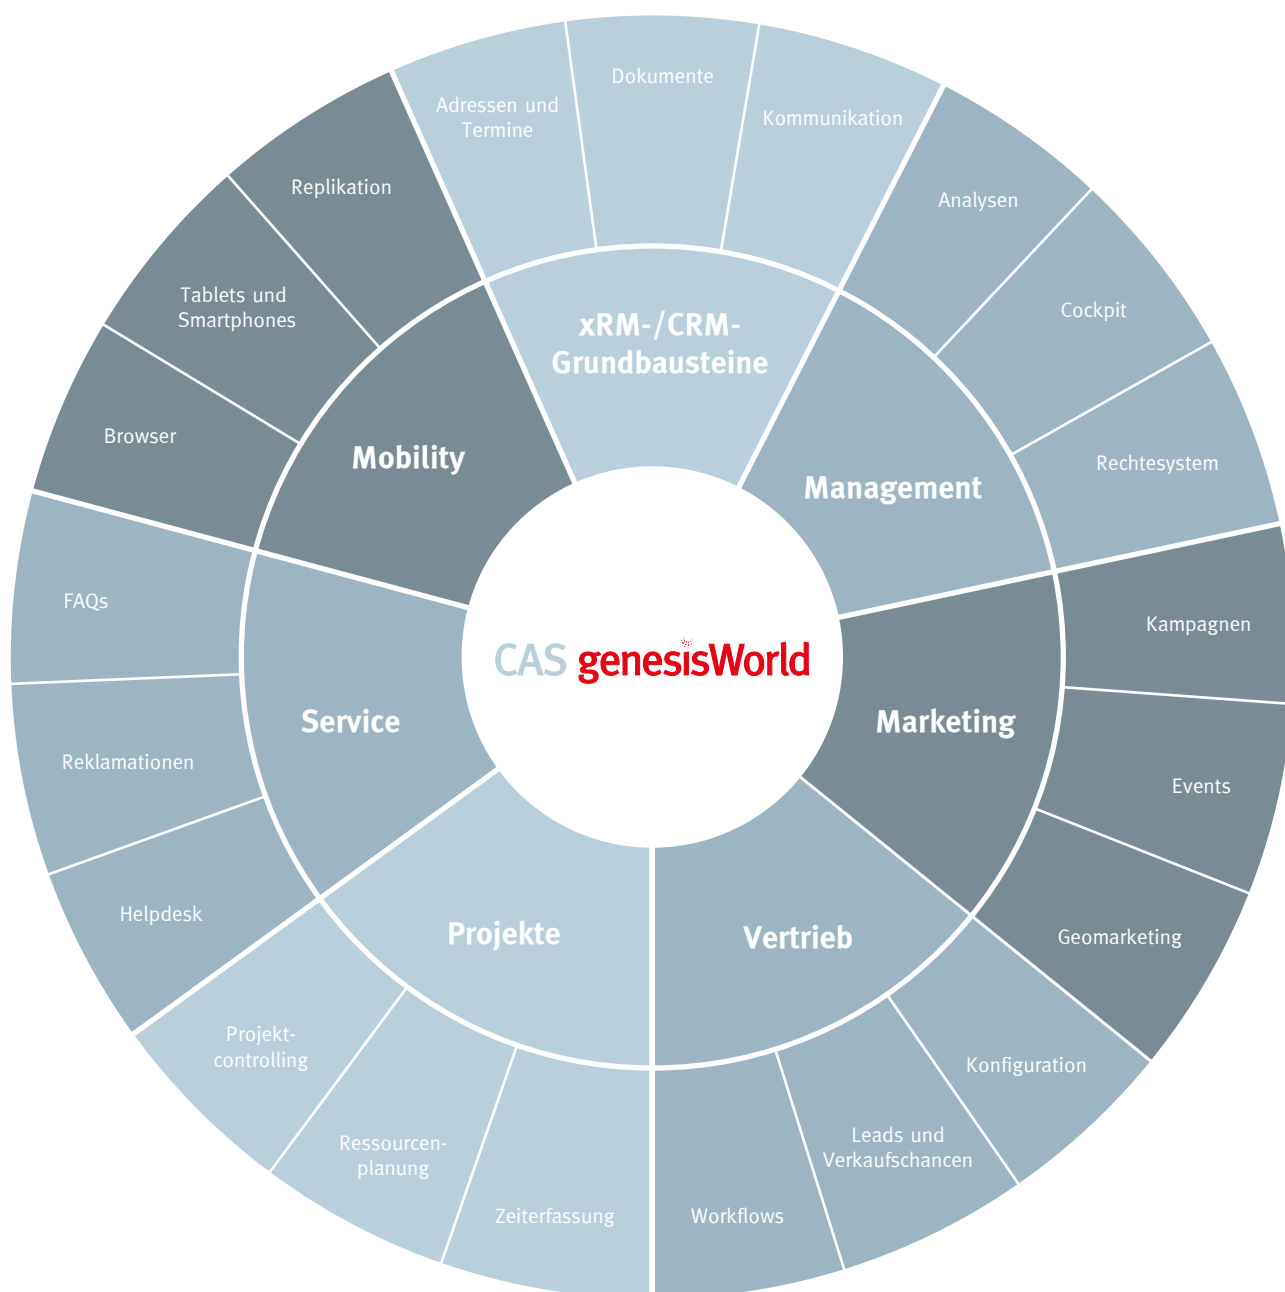 Adressen und
Termine
Dokumente
Kommunikation
Analysen
Cockpit
Rechtesystem
Kampagnen
Events
Geomarketing
Konfiguration
Leads und
Verkaufschancen
Workflows
Zeiterfassung
Ressourcen-
planung
Projekt-
controlling
Helpdesk
Reklamationen
FAQs
Browser
Tablets und
Smartphones
Replikation
xRM-/CRM-
Grundbausteine
Management
Marketing
Vertrieb
Projekte
Service
Mobility
CAS genesisWorld